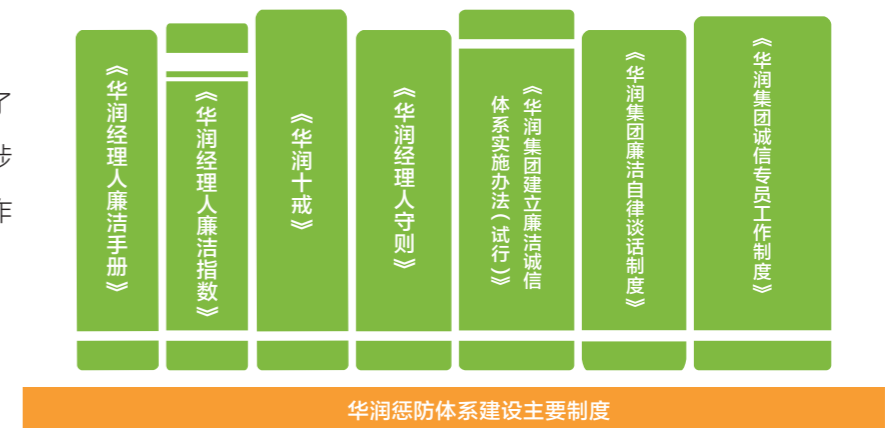 了
涉
作
《华润经理人廉洁手册》
《华润经理人廉洁指数》
《华润十戒》
《华润经理人守则》
《华润集团建立廉洁诚信
体系实施办法(试行)》
《华润集团廉洁自律谈话制度》
《华润集团诚信专员工作制度》
华润惩防体系建设主要制度